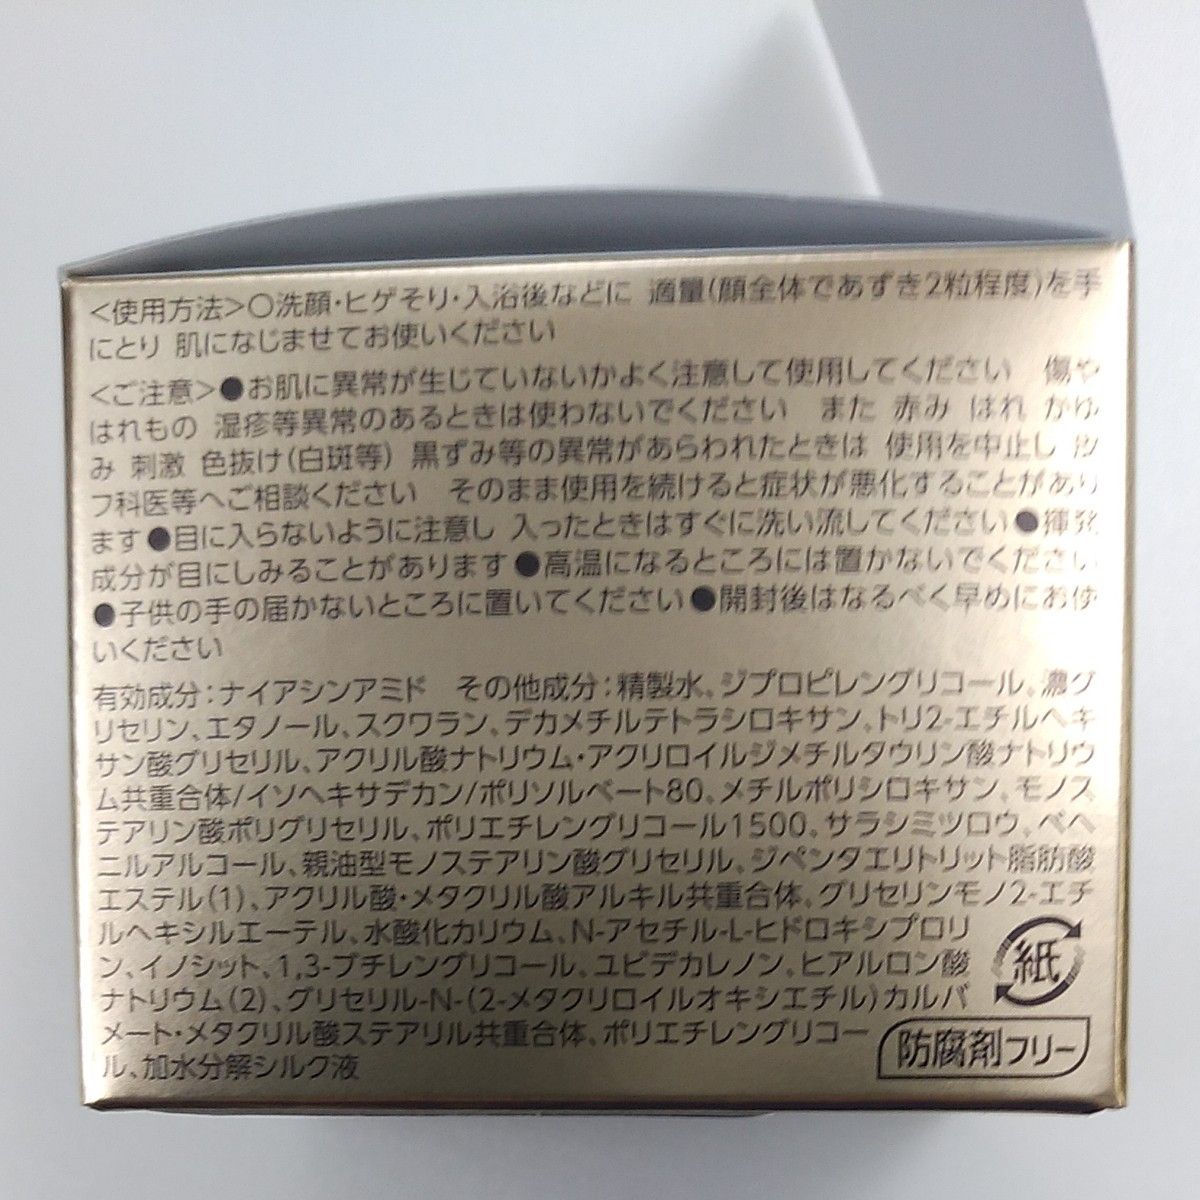 <使用方法>○洗顔・ヒゲそり・入浴後などに 適量(顔全体であずき2粒程度)を手
にとり 肌になじませてお使いください
<ご注意>●お肌に異常が生じていないかよく注意して使用してください 傷や
はれもの 湿疹等異常のあるときは使わないでください また 赤み はれ かゆ
み 刺激 色抜け(白斑等) 黒ずみ等の異常があらわれたときは 使用を中止し 皮
フ科医等へご相談ください そのまま使用を続けると症状が悪化することがあり
ます●目に入らないように注意し 入ったときはすぐに洗い流してください●揮発
成分が目にしみることがあります●高温になるところには置かないでください
●子供の手の届かないところに置いてください●開封後はなるべく早めにお使
いください
有効成分：ナイアシンアミド その他成分：精製水、ジプロピレングリコール、濃グ
リセリン、エタノール、スクワラン、デカメチルテトラシロキサン、トリ2-エチルヘキ
サン酸グリセリル、アクリル酸ナトリウム・アクリロイルジメチルタウリン酸ナトリウ
ム共重合体/イソヘキサデカン/ポリソルベート80、メチルポリシロキサン、モノス
テアリン酸ポリグリセリル、ポリエチレングリコール1500、サラシミツロウ、ベヘ
ニルアルコール、親油型モノステアリン酸グリセリル、ジペンタエリトリット脂肪酸
エステル(1)、アクリル酸・メタクリル酸アルキル共重合体、グリセリンモノ2-エチ
ルヘキシルエーテル、水酸化カリウム、N-アセチル-L-ヒドロキシプロリ
ン、イノシット、1,3-ブチレングリコール、ユビデカレノン、ヒアルロン酸
ナトリウム(2)、グリセリル-N-(2-メタクリロイルオキシエチル)カルバ
メート・メタクリル酸ステアリル共重合体、ポリエチレングリコー
ル、加水分解シルク液
紙
防腐剤フリー